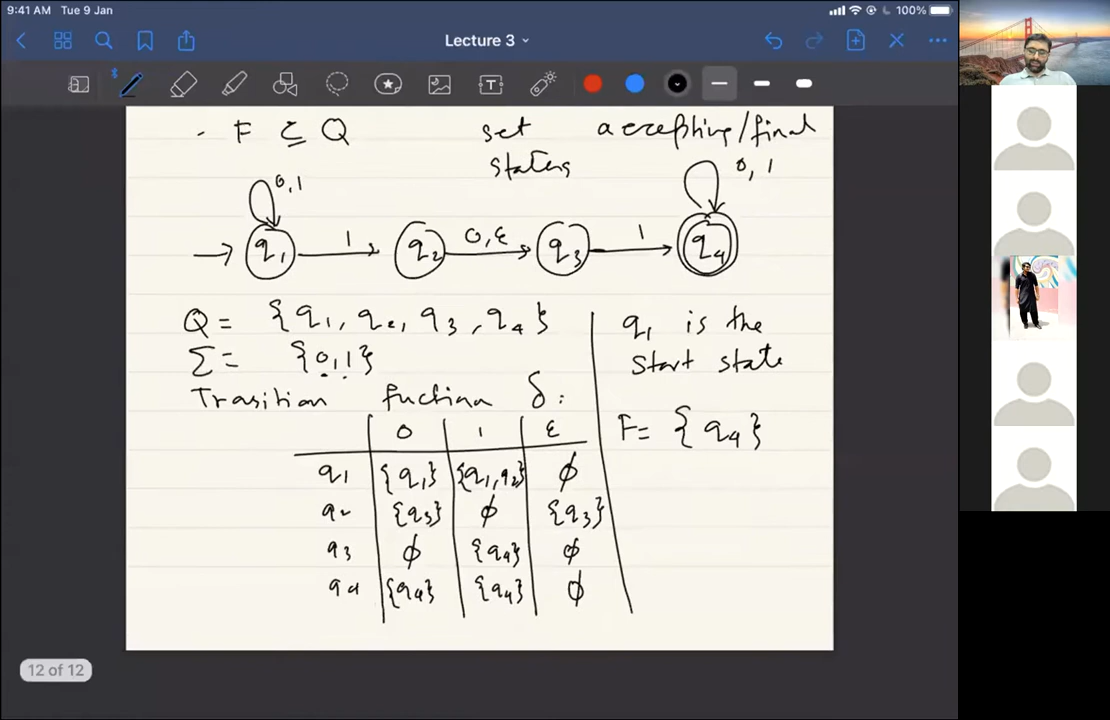 9:41 AM Tue 9 Jan
100%
Lecture 3
. F ⊆ Q set accepting/final
states
0,1
0, 1
→ q1 1 q2 0,ε q3 1 q4
Q = {q1, q2, q3, q4}
q1 is the
Σ = {0,1}
start state
Trasition fuction δ:
F = {q4}
0 1 ε
q1 {q1} {q1,q2} ϕ
q2 {q3} ϕ {q3}
q3 ϕ {q4} ϕ
q4 {q4} {q4} ϕ
12 of 12